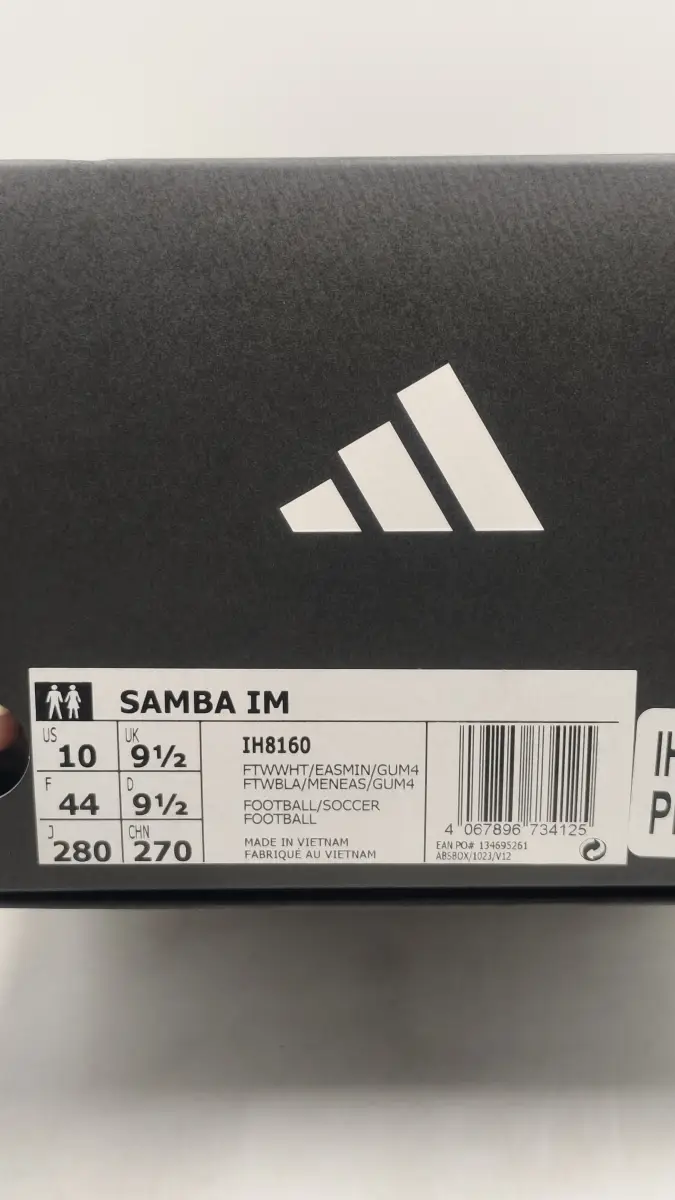 SAMBA IM
US
10
UK
9½
F
44
D
9½
J
280
CHN
270
IH8160
FTWWHT/EASMIN/GUM4
FTWBLA/MENEAS/GUM4
FOOTBALL/SOCCER
FOOTBALL
MADE IN VIETNAM
FABRIQUÉ AU VIETNAM
4 067896 734125
EAN PO# 134695261
ABSBOX/1023/V12